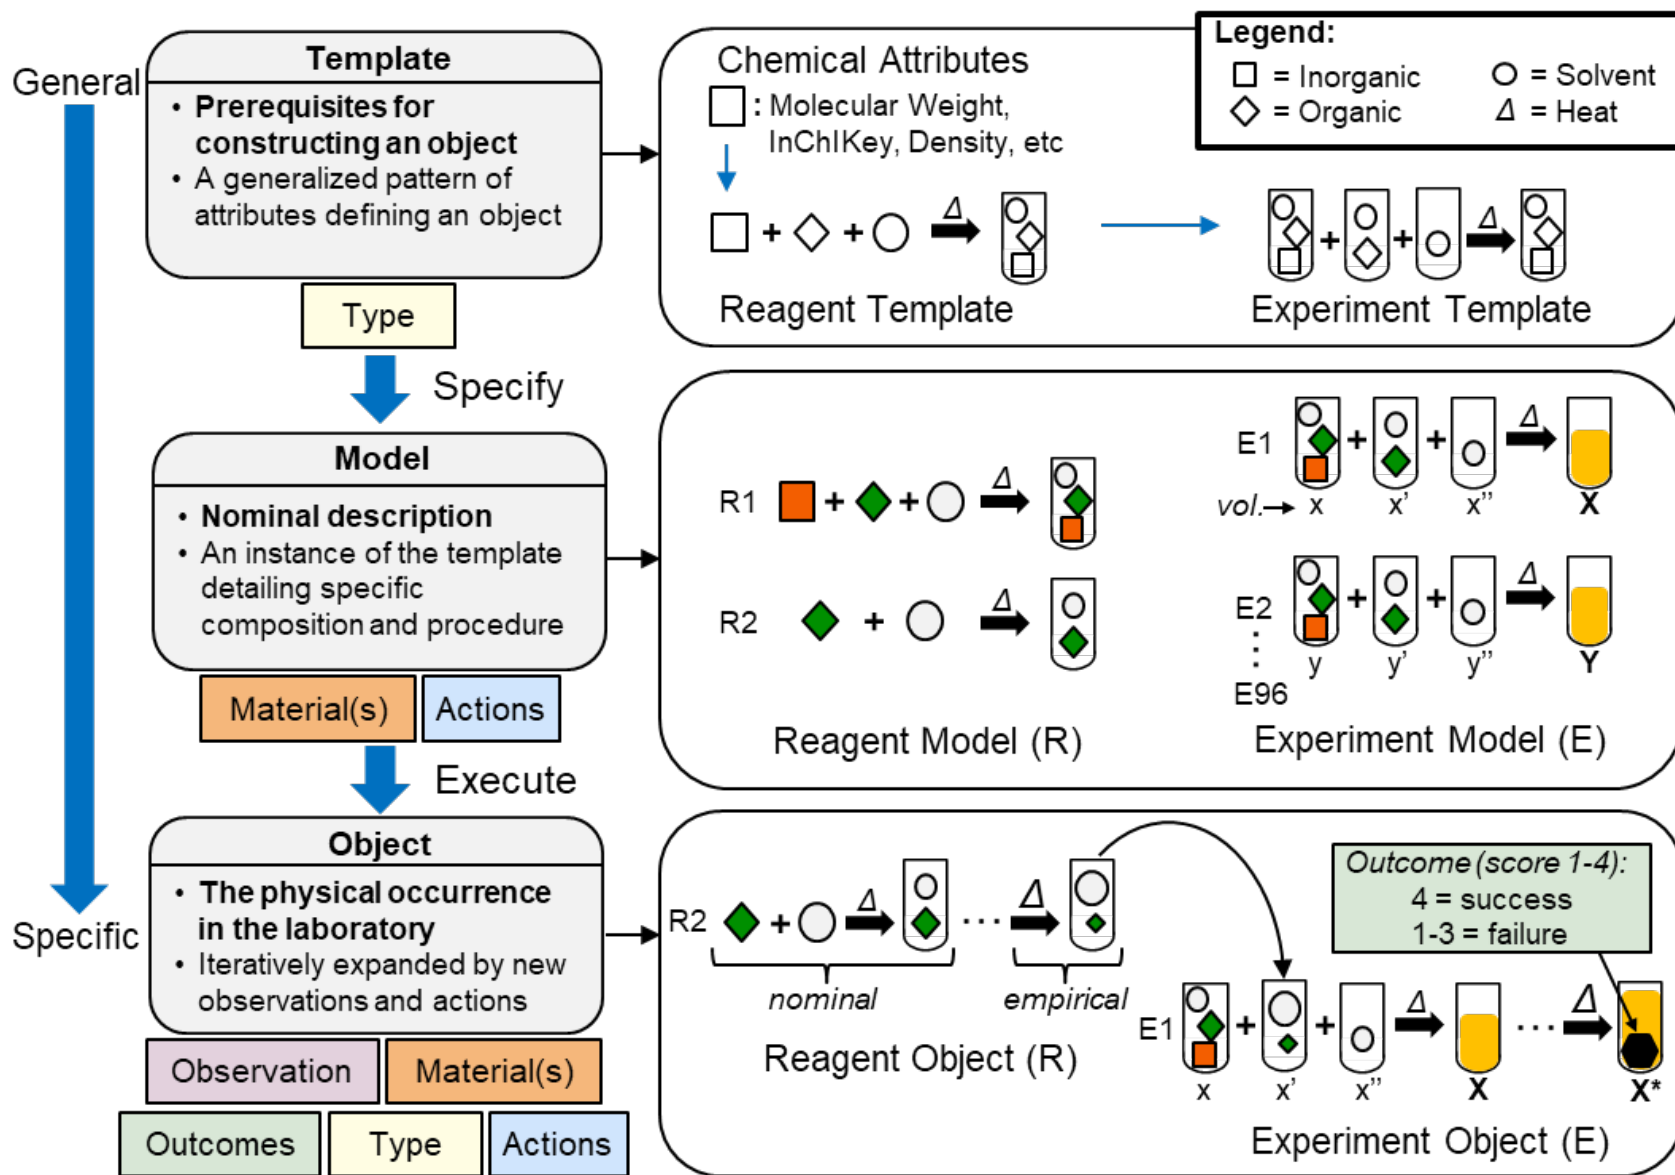 General
Template
• Prerequisites for
constructing an object
• A generalized pattern of
attributes defining an object
Type
Specify
Model
• Nominal description
• An instance of the template
detailing specific
composition and procedure
Material(s)
Actions
Execute
Object
• The physical occurrence
in the laboratory
• Iteratively expanded by new
observations and actions
Specific
Observation
Material(s)
Outcomes
Type
Actions
Chemical Attributes
: Molecular Weight,
InChIKey, Density, etc
+ + Δ
Reagent Template
+ + Δ
Experiment Template
Legend:
= Inorganic
= Solvent
= Organic
Δ = Heat
R1 + + Δ
R2 + Δ
Reagent Model (R)
E1 + + Δ
vol. x x' x'' X
E2 + + Δ
y y' y'' Y
E96
Experiment Model (E)
R2 + Δ ... Δ
nominal
empirical
Reagent Object (R)
Outcome (score 1-4):
4 = success
1-3 = failure
E1 + + Δ ... Δ
x x' x'' X X*
Experiment Object (E)